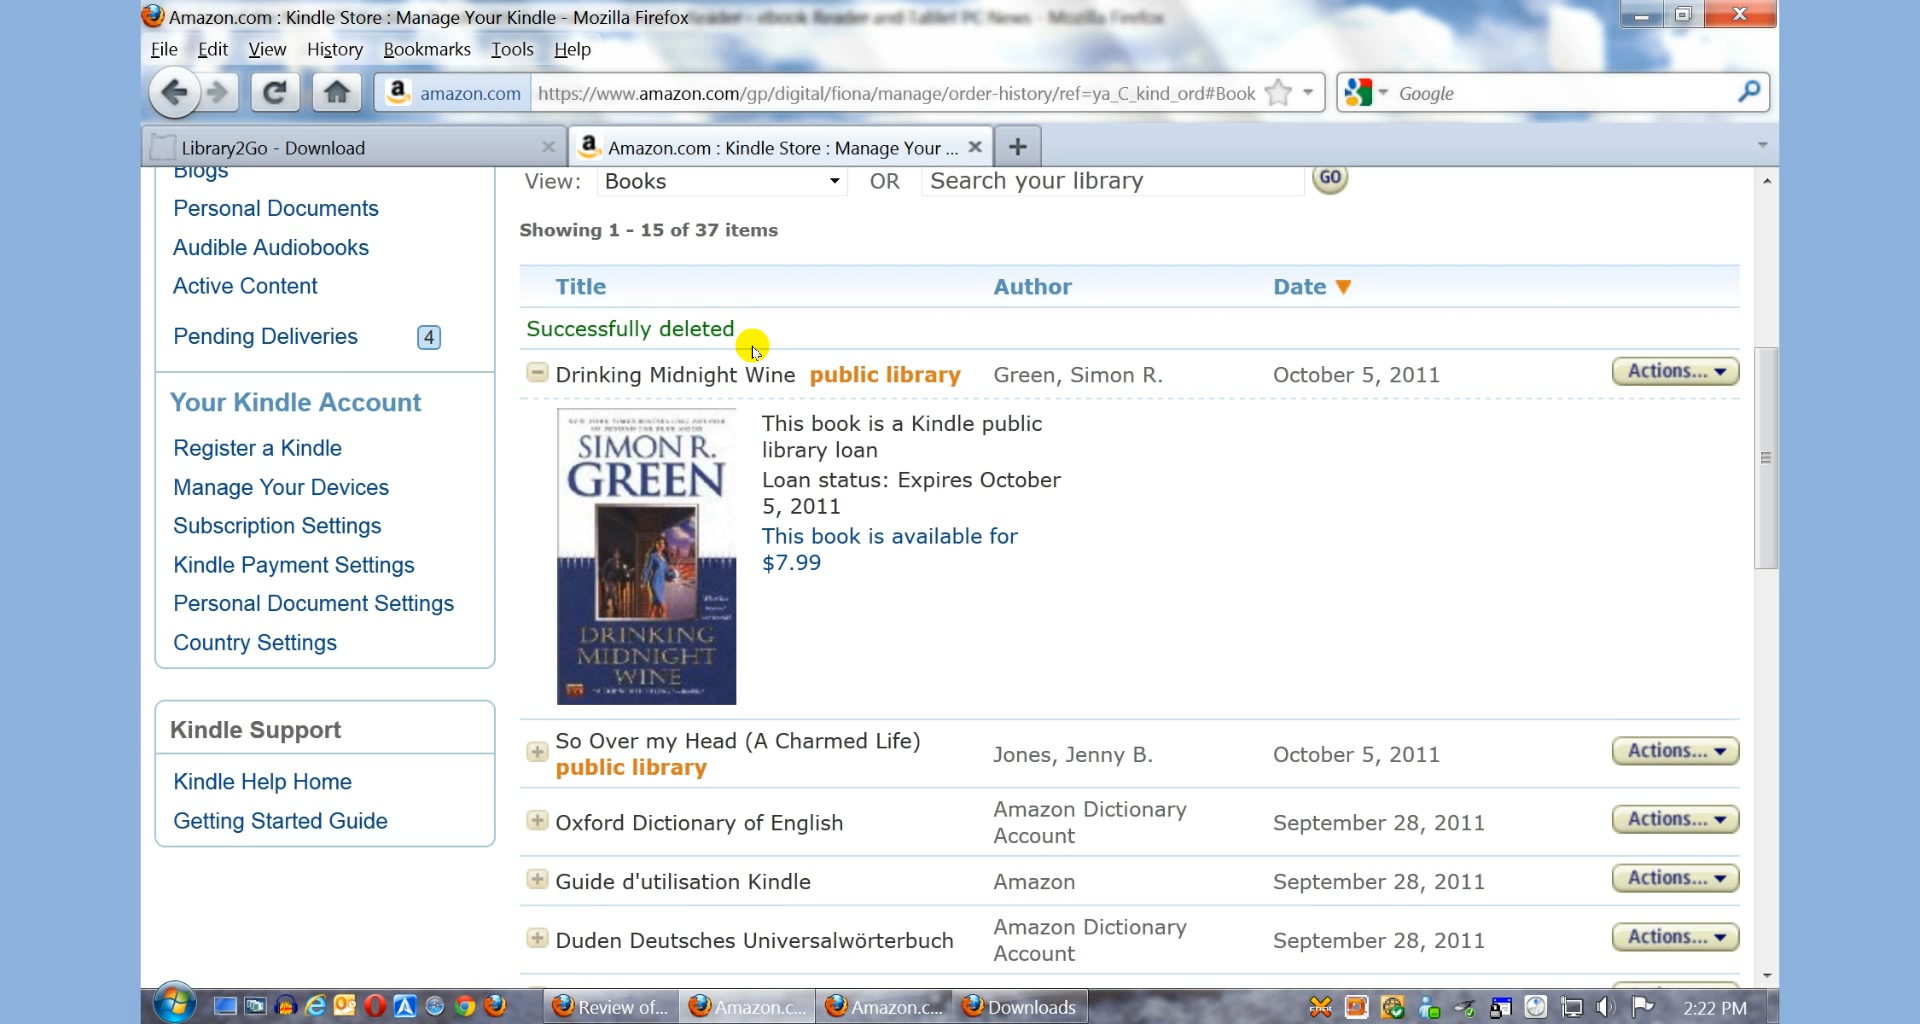 Amazon.com : Kindle Store : Manage Your Kindle - Mozilla Firefox
File Edit View History Bookmarks Tools Help
amazon.com https://www.amazon.com/gp/digital/fiona/manage/order-history/ref=ya_C_kind_ord#Book
Google
Library2Go - Download
Amazon.com : Kindle Store : Manage Your ...
Blogs
Personal Documents
Audible Audiobooks
Active Content
Pending Deliveries 4
Your Kindle Account
Register a Kindle
Manage Your Devices
Subscription Settings
Kindle Payment Settings
Personal Document Settings
Country Settings
Kindle Support
Kindle Help Home
Getting Started Guide
View: Books OR Search your library GO
Showing 1 - 15 of 37 items
Title Author Date
Successfully deleted
Drinking Midnight Wine public library Green, Simon R. October 5, 2011 Actions...
SIMON R.
GREEN
DRINKING
MIDNIGHT
WINE
This book is a Kindle public
library loan
Loan status: Expires October
5, 2011
This book is available for
$7.99
So Over my Head (A Charmed Life)
public library
Jones, Jenny B. October 5, 2011 Actions...
Oxford Dictionary of English
Amazon Dictionary
Account
September 28, 2011 Actions...
Guide d'utilisation Kindle Amazon September 28, 2011 Actions...
Duden Deutsches Universalwörterbuch
Amazon Dictionary
Account
September 28, 2011 Actions...
Review of... Amazon.c... Amazon.c... Downloads 2:22 PM